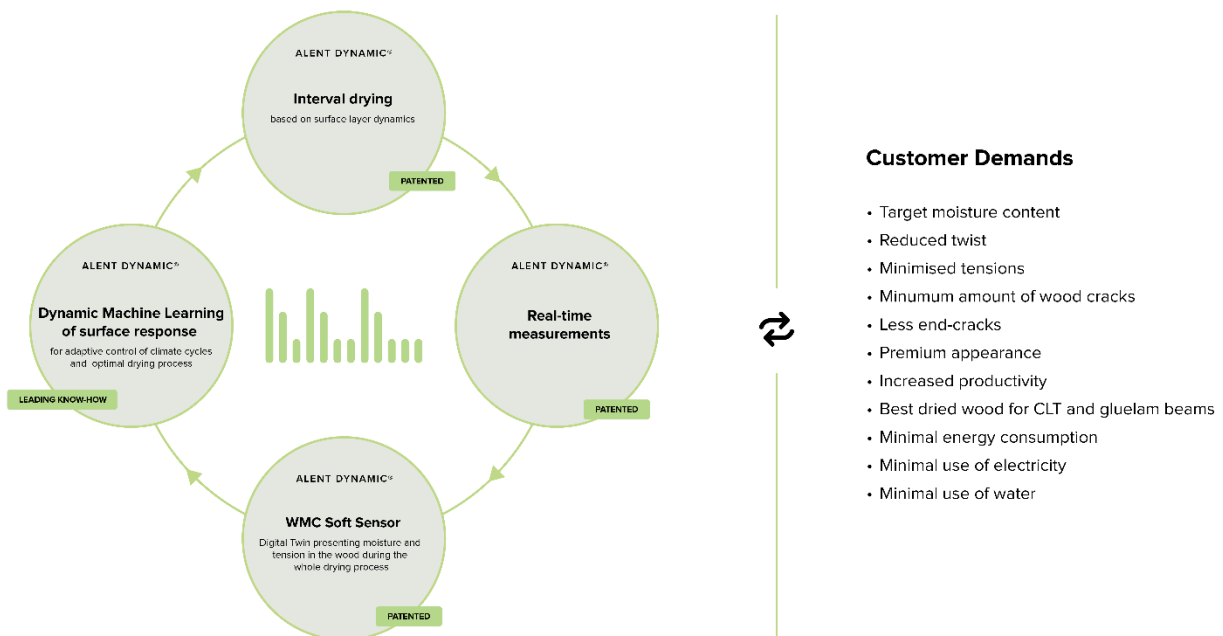 ALENT DYNAMIC®
Interval drying
based on surface layer dynamics
PATENTED
ALENT DYNAMIC®
Real-time
measurements
PATENTED
ALENT DYNAMIC®
WMC Soft Sensor
Digital Twin presenting moisture and
tension in the wood during the
whole drying process
PATENTED
ALENT DYNAMIC®
Dynamic Machine Learning
of surface response
for adaptive control of climate cycles
and optimal drying process
LEADING KNOW-HOW
Customer Demands
• Target moisture content
• Reduced twist
• Minimised tensions
• Minumum amount of wood cracks
• Less end-cracks
• Premium appearance
• Increased productivity
• Best dried wood for CLT and gluelam beams
• Minimal energy consumption
• Minimal use of electricity
• Minimal use of water